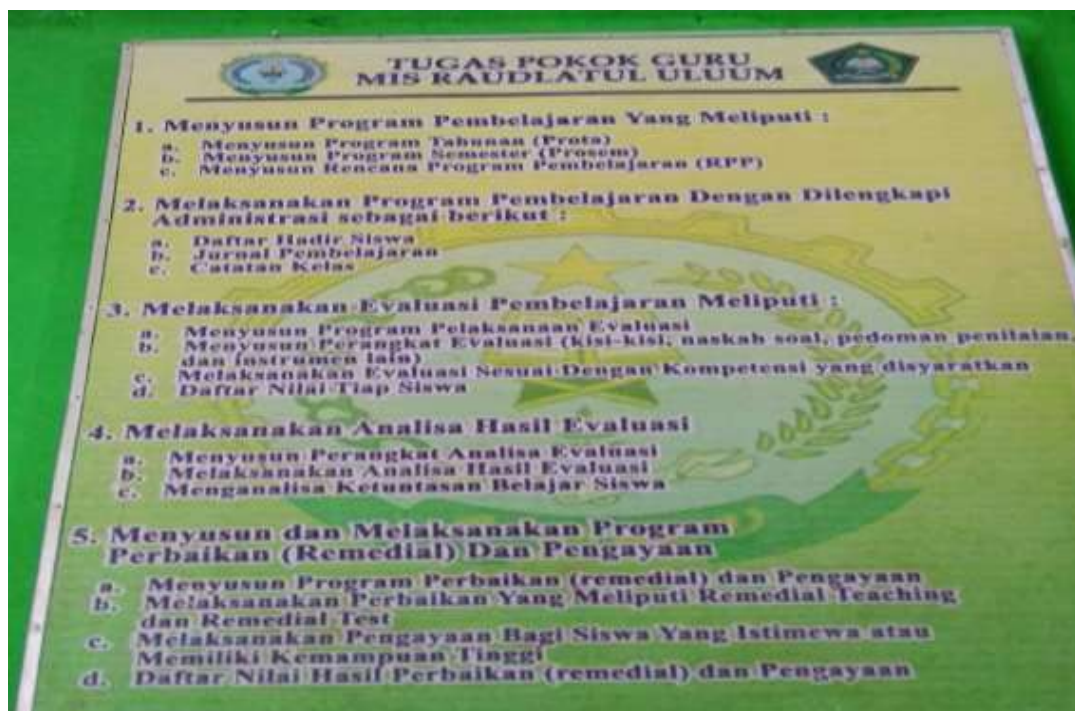 TUGAS POKOK GURU
MIS RAUDLATUL ULUUM
1. Menyusun Program Pembelajaran Yang Meliputi :
a. Menyusun Program Tahunan (Prota)
b. Menyusun Program Semester (Prosem)
c. Menyusun Rencana Program Pembelajaran (RPP)
2. Melaksanakan Program Pembelajaran Dengan Dilengkapi
Administrasi sebagai berikut :
a. Daftar Hadir Siswa
b. Jurnal Pembelajaran
c. Catatan Kelas
3. Melaksanakan Evaluasi Pembelajaran Meliputi :
a. Menyusun Program Pelaksanaan Evaluasi
b. Menyusun Perangkat Evaluasi (kisi-kisi, naskah soal, pedoman penilaian,
dan instrumen lain)
c. Melaksanakan Evaluasi Sesuai Dengan Kompetensi yang disyaratkan
d. Daftar Nilai Tiap Siswa
4. Melaksanakan Analisa Hasil Evaluasi
a. Menyusun Perangkat Analisa Evaluasi
b. Melaksanakan Analisa Hasil Evaluasi
c. Menganalisa Ketuntasan Belajar Siswa
5. Menyusun dan Melaksanakan Program
Perbaikan (Remedial) Dan Pengayaan
a. Menyusun Program Perbaikan (remedial) dan Pengayaan
b. Melaksanakan Perbaikan Yang Meliputi Remedial Teaching
dan Remedial Test
c. Melaksanakan Pengayaan Bagi Siswa Yang Istimewa atau
Memiliki Kemampuan Tinggi
d. Daftar Nilai Hasil Perbaikan (remedial) dan Pengayaan